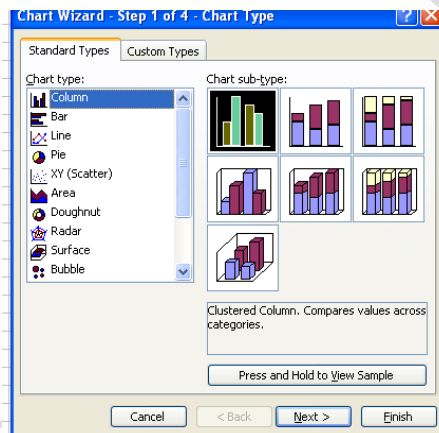 Chart Wizard - Step 1 of 4 - Chart Type
Standard Types
Custom Types
Chart type:
Column
Bar
Line
Pie
XY (Scatter)
Area
Doughnut
Radar
Surface
Bubble
Chart sub-type:
Clustered Column. Compares values across
categories.
Press and Hold to View Sample
Cancel
< Back
Next >
Finish